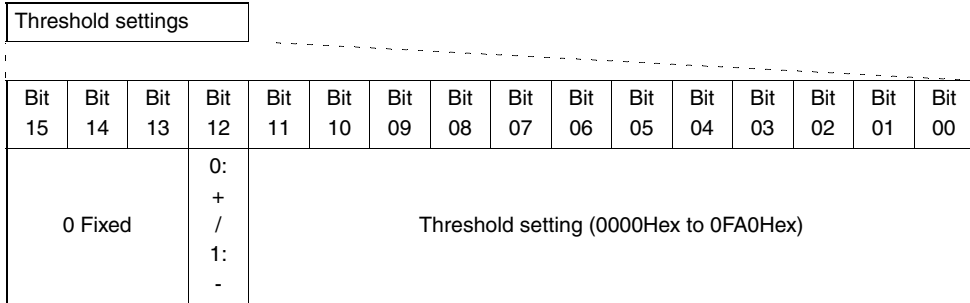 Threshold settings
Bit Bit Bit Bit Bit Bit Bit Bit Bit Bit Bit Bit Bit Bit Bit Bit
15 14 13 12 11 10 09 08 07 06 05 04 03 02 01 00
0 Fixed
0:
+
/
1:
-
Threshold setting (0000Hex to 0FA0Hex)